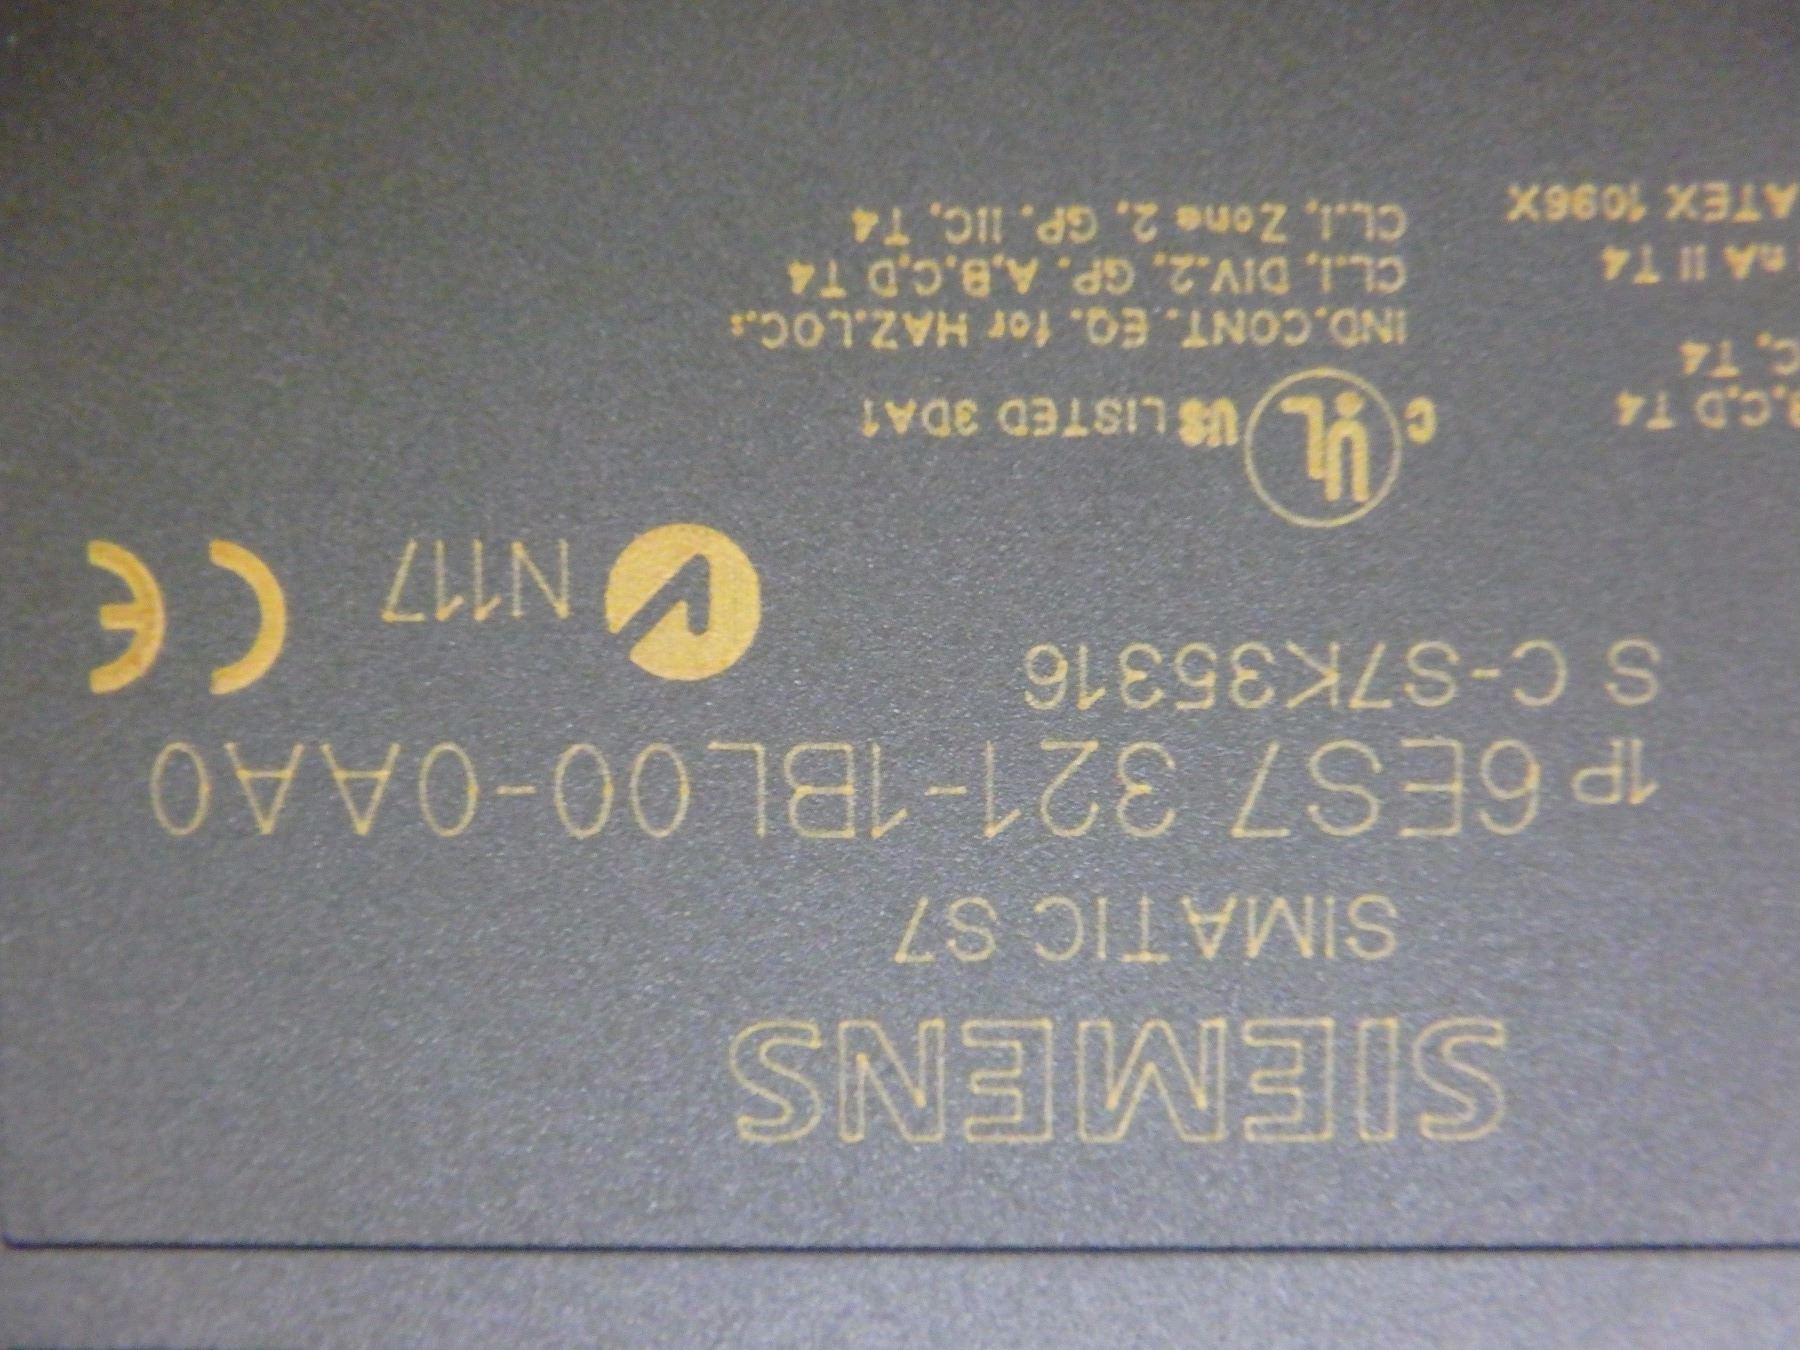 SIEMENS
SIMATIC S7
1P 6ES7 321-1BL00-0AA0
S C-S7K35316
N117
CE
C UL US LISTED 3DA1
IND.CONT. EQ. for HAZ.LOC.s
CL.I, DIV.2, GP. A,B,C,D T4
CL.I, Zone 2, GP. IIC, T4
B,C,D T4
C, T4
nA II T4
ATEX 1096X